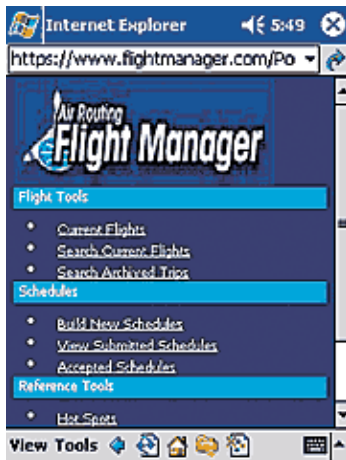 Internet Explorer 5:49
https://www.flightmanager.com/Po
Air Routing
Flight Manager
Flight Tools
Current Flights
Search Current Flights
Search Archived Trips
Schedules
Build New Schedules
View Submitted Schedules
Accepted Schedules
Reference Tools
Hot Spots
View Tools